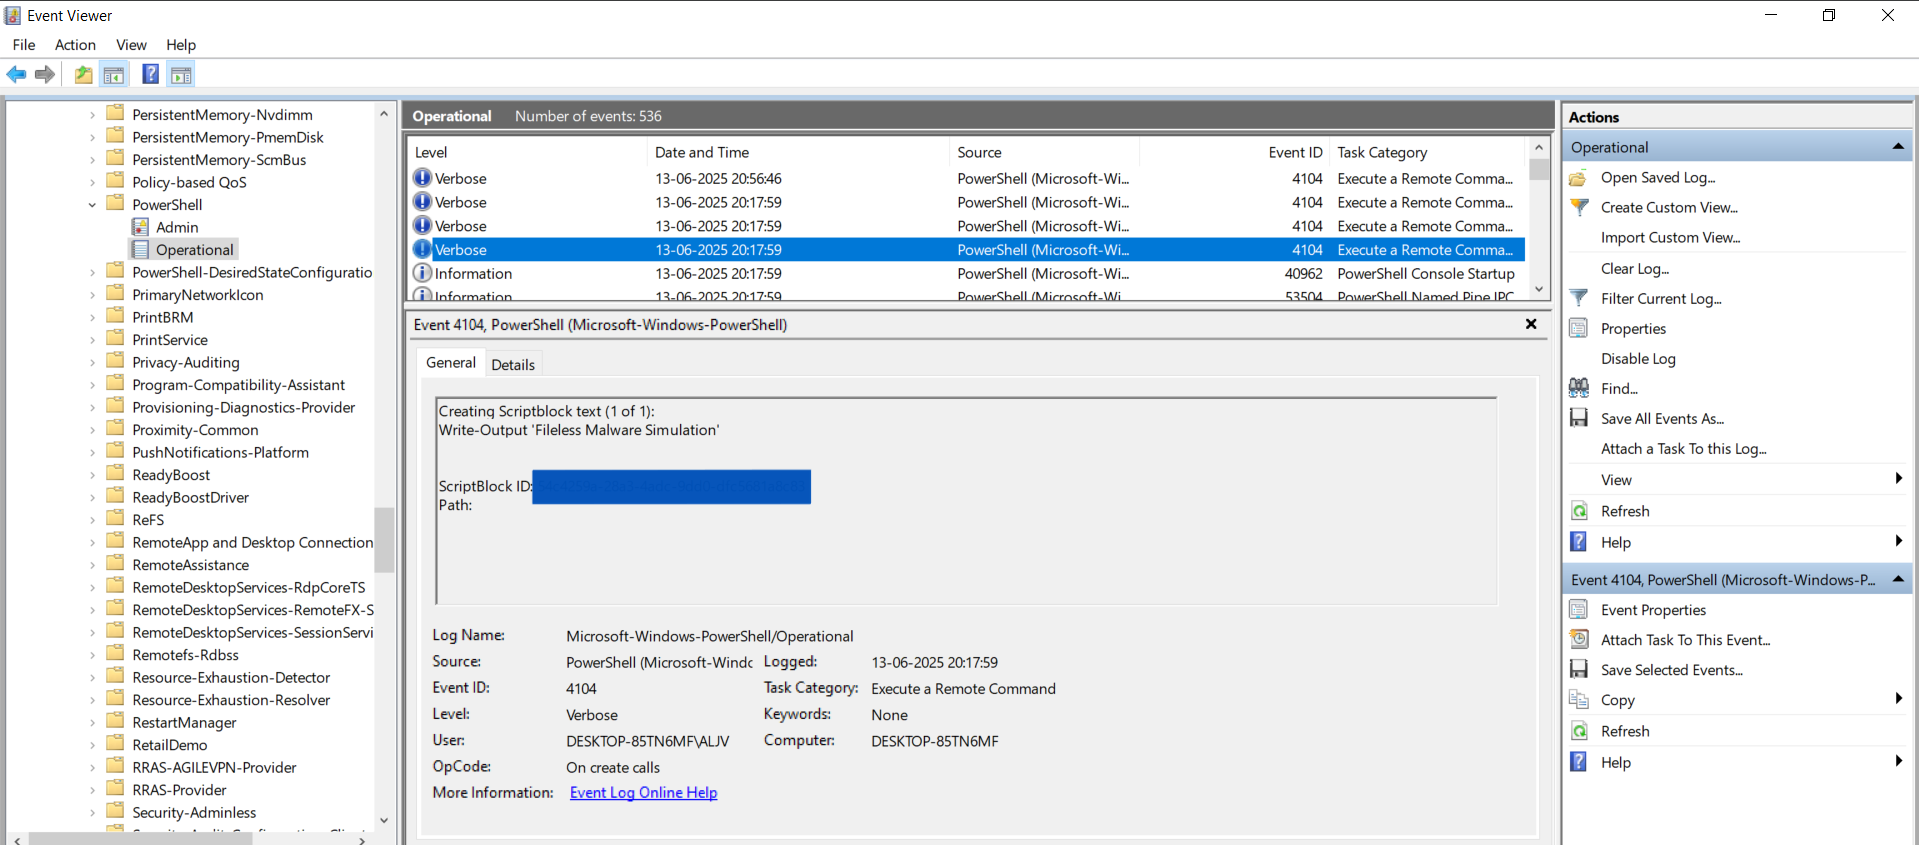 Event Viewer
File Action View Help
PersistentMemory-Nvdimm
PersistentMemory-PmemDisk
PersistentMemory-ScmBus
Policy-based QoS
PowerShell
Admin
Operational
PowerShell-DesiredStateConfiguratio
PrimaryNetworkIcon
PrintBRM
PrintService
Privacy-Auditing
Program-Compatibility-Assistant
Provisioning-Diagnostics-Provider
Proximity-Common
PushNotifications-Platform
ReadyBoost
ReadyBoostDriver
ReFS
RemoteApp and Desktop Connection
RemoteAssistance
RemoteDesktopServices-RdpCoreTS
RemoteDesktopServices-RemoteFX-S
RemoteDesktopServices-SessionServi
Remotefs-Rdbss
Resource-Exhaustion-Detector
Resource-Exhaustion-Resolver
RestartManager
RetailDemo
RRAS-AGILEVPN-Provider
RRAS-Provider
Security-Adminless
Operational Number of events: 536
Level Date and Time Source Event ID Task Category
Verbose 13-06-2025 20:56:46 PowerShell (Microsoft-Wi... 4104 Execute a Remote Comma...
Verbose 13-06-2025 20:17:59 PowerShell (Microsoft-Wi... 4104 Execute a Remote Comma...
Verbose 13-06-2025 20:17:59 PowerShell (Microsoft-Wi... 4104 Execute a Remote Comma...
Verbose 13-06-2025 20:17:59 PowerShell (Microsoft-Wi... 4104 Execute a Remote Comma...
Information 13-06-2025 20:17:59 PowerShell (Microsoft-Wi... 40962 PowerShell Console Startup
Information 13-06-2025 20:17:59 PowerShell (Microsoft-Wi... 53504 PowerShell Named Pipe IPC
Event 4104, PowerShell (Microsoft-Windows-PowerShell)
General Details
Creating Scriptblock text (1 of 1):
Write-Output 'Fileless Malware Simulation'
ScriptBlock ID:
Path:
Log Name: Microsoft-Windows-PowerShell/Operational
Source: PowerShell (Microsoft-Windo Logged: 13-06-2025 20:17:59
Event ID: 4104 Task Category: Execute a Remote Command
Level: Verbose Keywords: None
User: DESKTOP-85TN6MF\ALJV Computer: DESKTOP-85TN6MF
OpCode: On create calls
More Information: Event Log Online Help
Actions
Operational
Open Saved Log...
Create Custom View...
Import Custom View...
Clear Log...
Filter Current Log...
Properties
Disable Log
Find...
Save All Events As...
Attach a Task To this Log...
View
Refresh
Help
Event 4104, PowerShell (Microsoft-Windows-P...
Event Properties
Attach Task To This Event...
Save Selected Events...
Copy
Refresh
Help